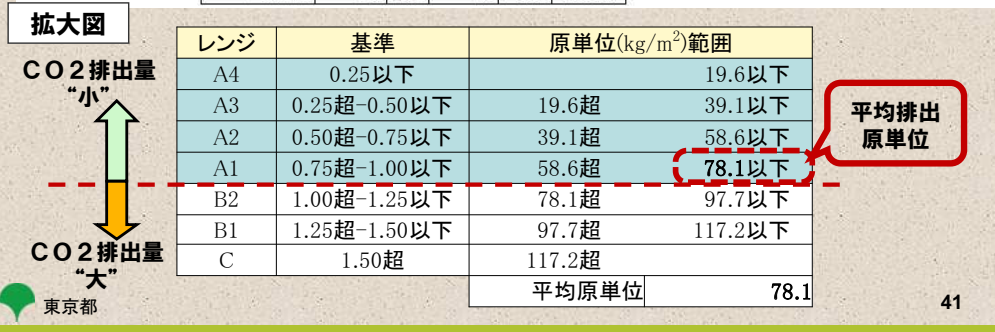 拡大図
CO2排出量
“小”
レンジ 基準 原単位(kg/m²)範囲
A4 0.25以下 19.6以下
A3 0.25超-0.50以下 19.6超 39.1以下
A2 0.50超-0.75以下 39.1超 58.6以下
A1 0.75超-1.00以下 58.6超 78.1以下
B2 1.00超-1.25以下 78.1超 97.7以下
B1 1.25超-1.50以下 97.7超 117.2以下
C 1.50超 117.2超
平均原単位 78.1
平均排出
原単位
CO2排出量
“大”
東京都
41